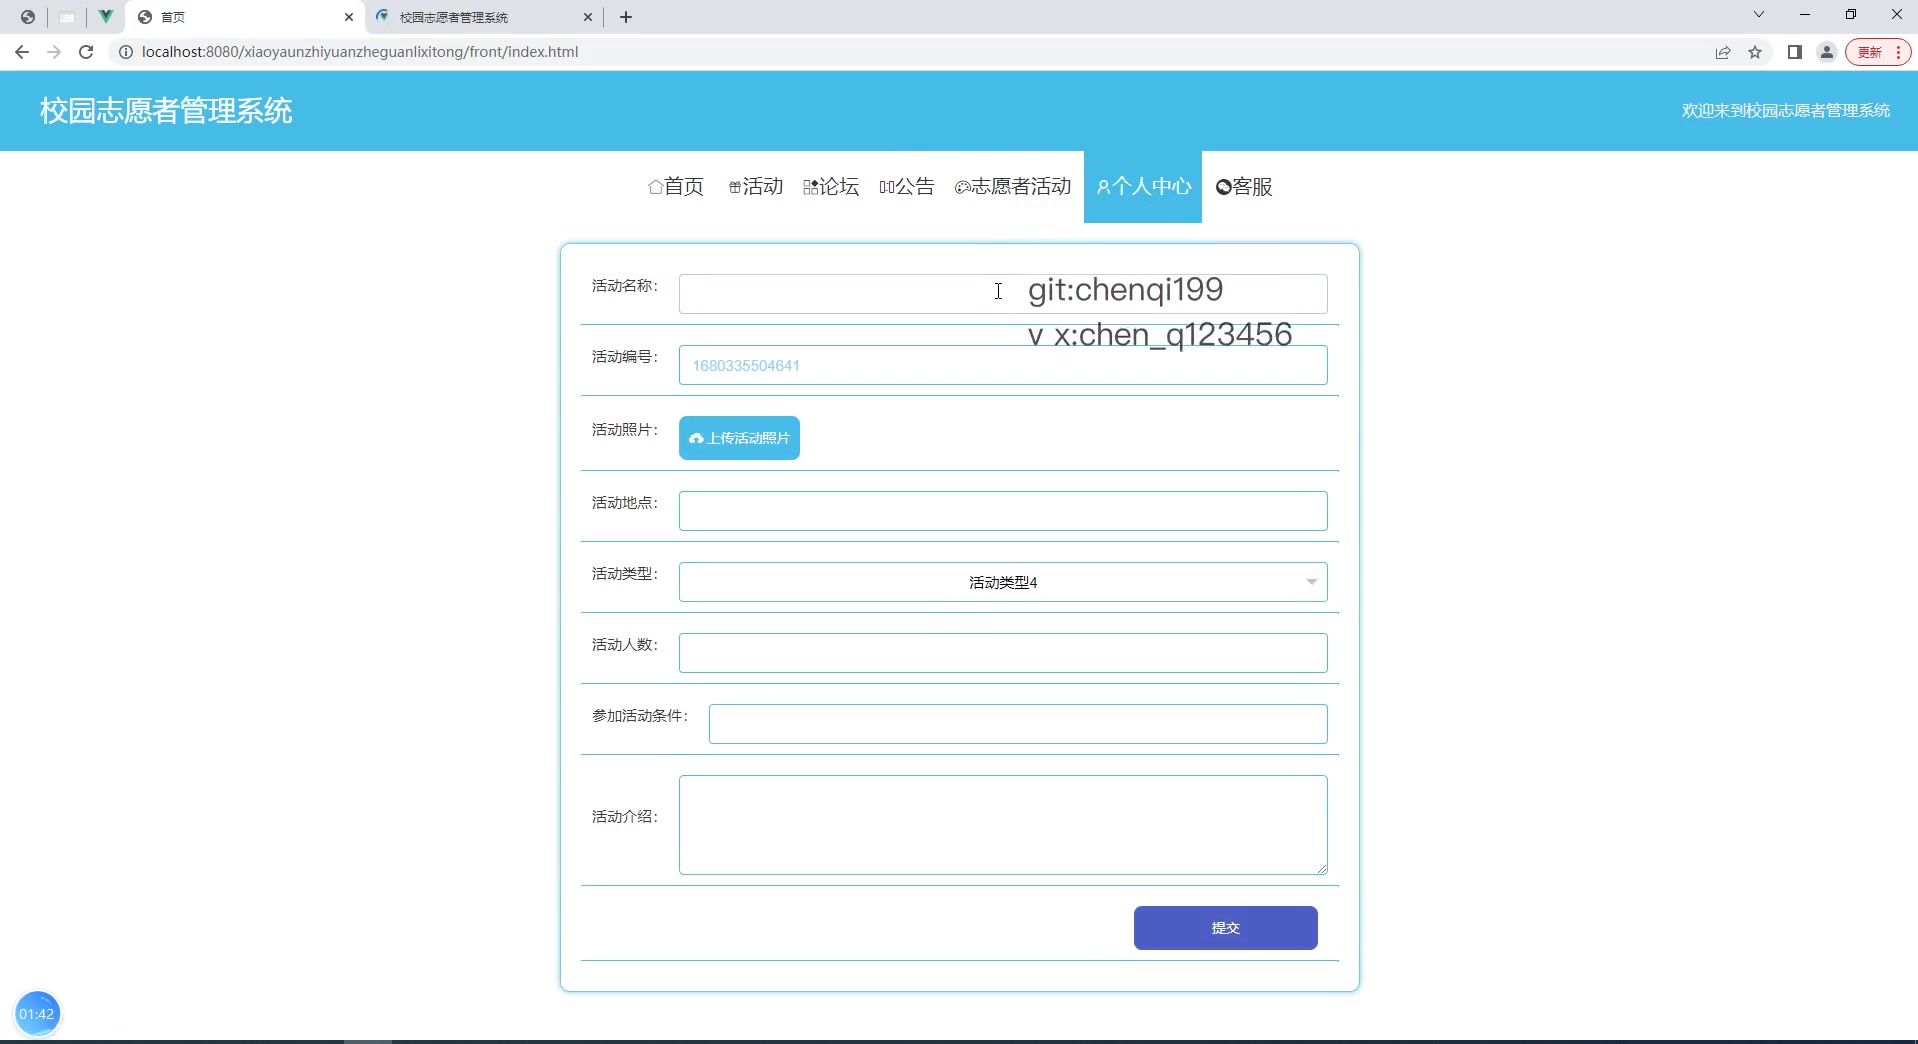 首页
校园志愿者管理系统
localhost:8080/xiaoyaunzhiyuanzheguanlixitong/front/index.html
更新
校园志愿者管理系统
欢迎来到校园志愿者管理系统
首页 活动 论坛 公告 志愿者活动 个人中心 客服
活动名称:
git:chenqi199
v x:chen_q123456
活动编号:
1680335504641
活动照片:
上传活动照片
活动地点:
活动类型:
活动类型4
活动人数:
参加活动条件:
活动介绍:
提交
01:42